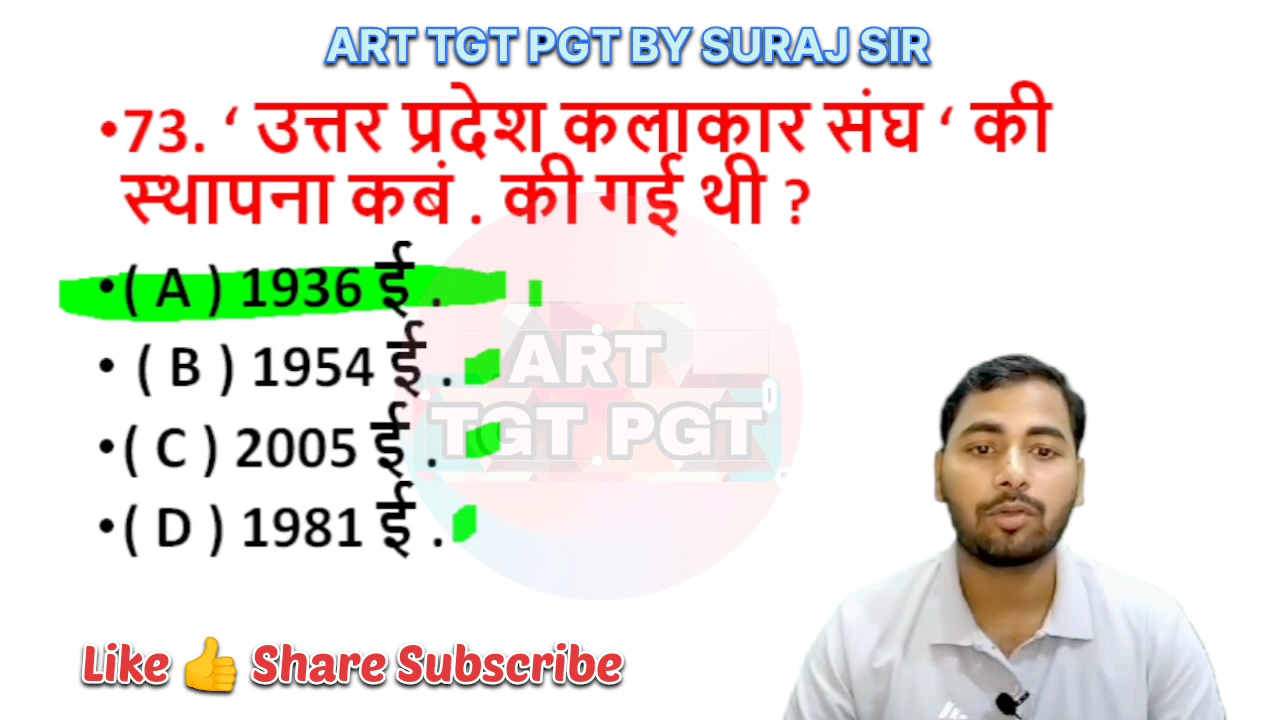 ART TGT PGT BY SURAJ SIR
•73. ‘ उत्तर प्रदेश कलाकार संघ ‘ की
स्थापना कबं . की गई थी ?
•( A ) 1936 ई .
• ( B ) 1954 ई .
•( C ) 2005 ई .
•( D ) 1981 ई .
ART
TGT PGT
Like 👍 Share Subscribe